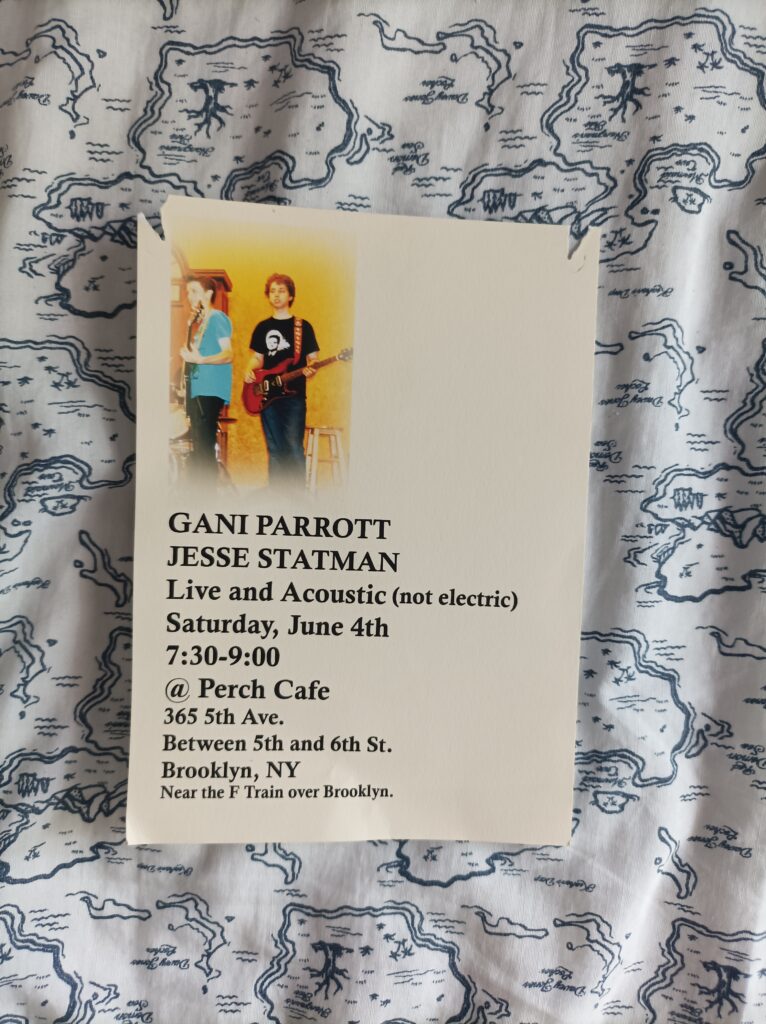 GANI PARROTT
JESSE STATMAN
Live and Acoustic (not electric)
Saturday, June 4th
7:30-9:00
@ Perch Cafe
365 5th Ave.
Between 5th and 6th St.
Brooklyn, NY
Near the F Train over Brooklyn.